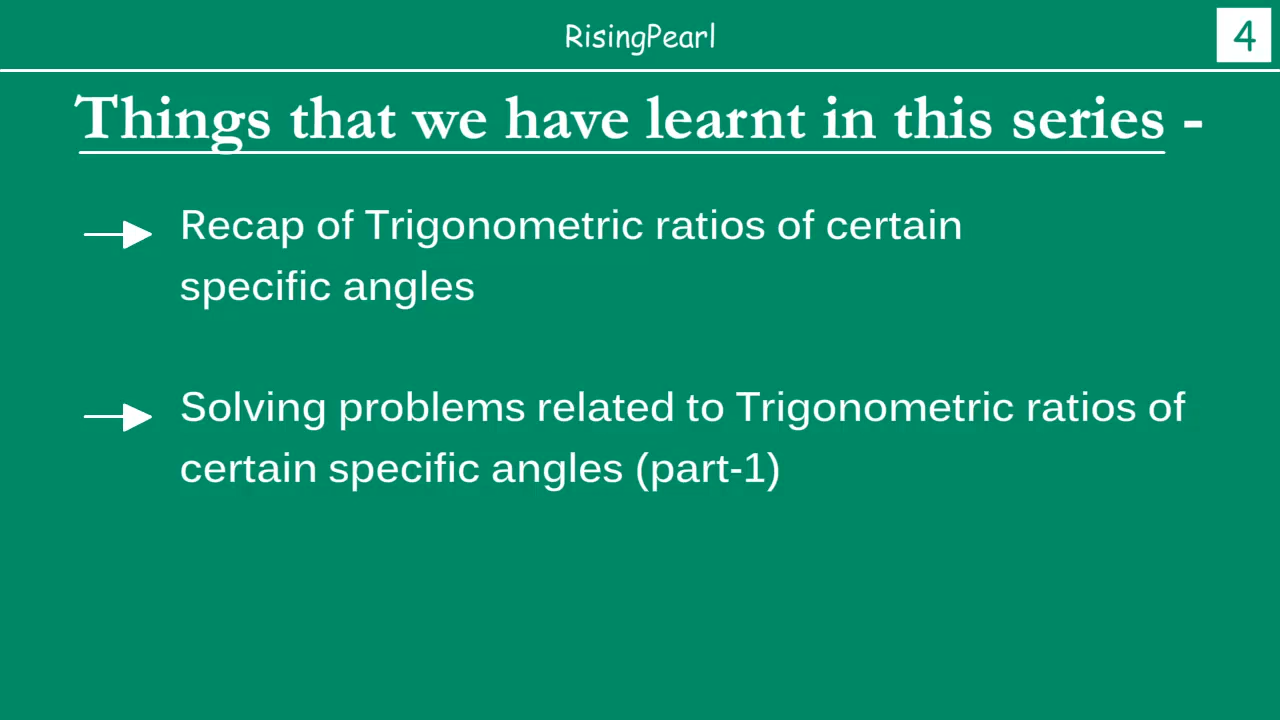 RisingPearl
4
Things that we have learnt in this series -
Recap of Trigonometric ratios of certain
specific angles
Solving problems related to Trigonometric ratios of
certain specific angles (part-1)